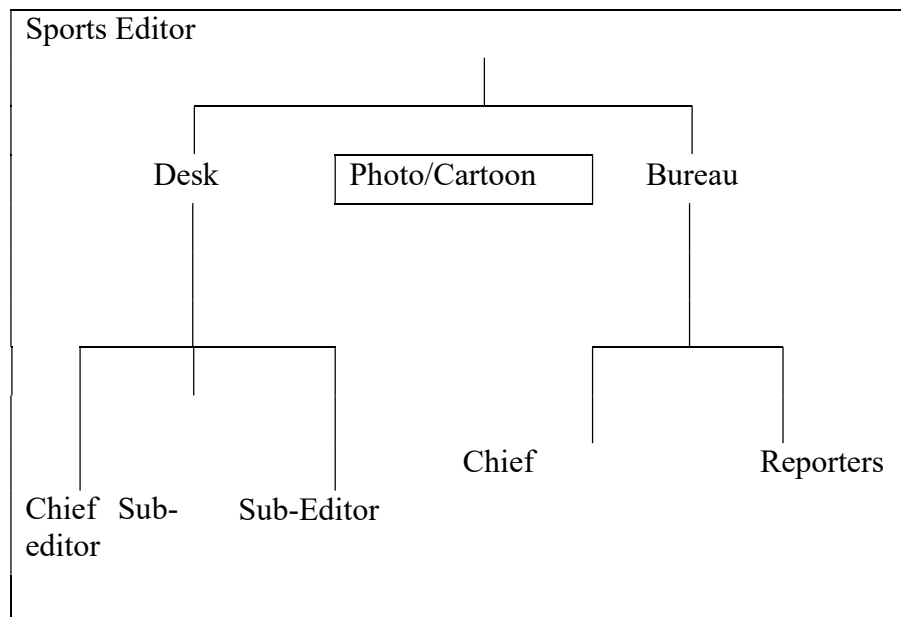 Sports Editor
Desk
Photo/Cartoon
Bureau
Chief
Reporters
Chief Sub-
editor
Sub-Editor